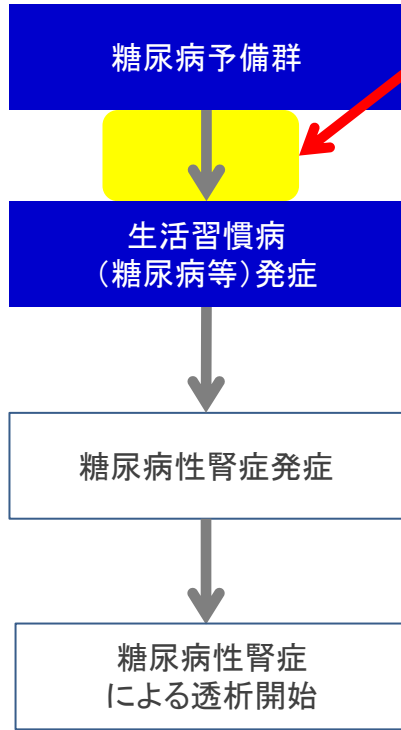 糖尿病予備群
生活習慣病
（糖尿病等）発症
糖尿病性腎症発症
糖尿病性腎症
による透析開始